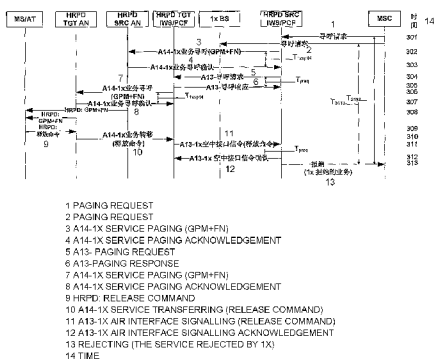 MS/AT
HRPD TGT AN
HRPD SRC AN
HRPD TGT IWS/PCF
1x BS
HRPD SRC IWS/PCF
MSC
时间
14
1
寻呼请求
301
3
寻呼请求
2
302
A14-1x业务寻呼(GPM+FN)
4
303
A14-1x业务寻呼确认
5
304
A13-寻呼请求
7
6
305
A13-寻呼响应
A14-1x业务寻呼
(GPM+FN)
306
A14-1x业务寻呼确认
307
HRPD: GPM+FN
8
308
HRPD:
GPM+FN
HRPD:
释放命令
309
9
A14-1x业务转移
(释放命令)
10
310
11
A13-1x空中接口信令(释放命令)
311
A13-1x空中接口信令确认
12
312
拒绝
313
(1x拒绝的业务)
13
1 PAGING REQUEST
2 PAGING REQUEST
3 A14-1X SERVICE PAGING (GPM+FN)
4 A14-1X SERVICE PAGING ACKNOWLEDGEMENT
5 A13- PAGING REQUEST
6 A13-PAGING RESPONSE
7 A14-1X SERVICE PAGING (GPM+FN)
8 A14-1X SERVICE PAGING ACKNOWLEDGEMENT
9 HRPD: RELEASE COMMAND
10 A14-1X SERVICE TRANSFERRING (RELEASE COMMAND)
11 A13-1X AIR INTERFACE SIGNALLING (RELEASE COMMAND)
12 A13-1X AIR INTERFACE SIGNALLING ACKNOWLEDGEMENT
13 REJECTING (THE SERVICE REJECTED BY 1X)
14 TIME